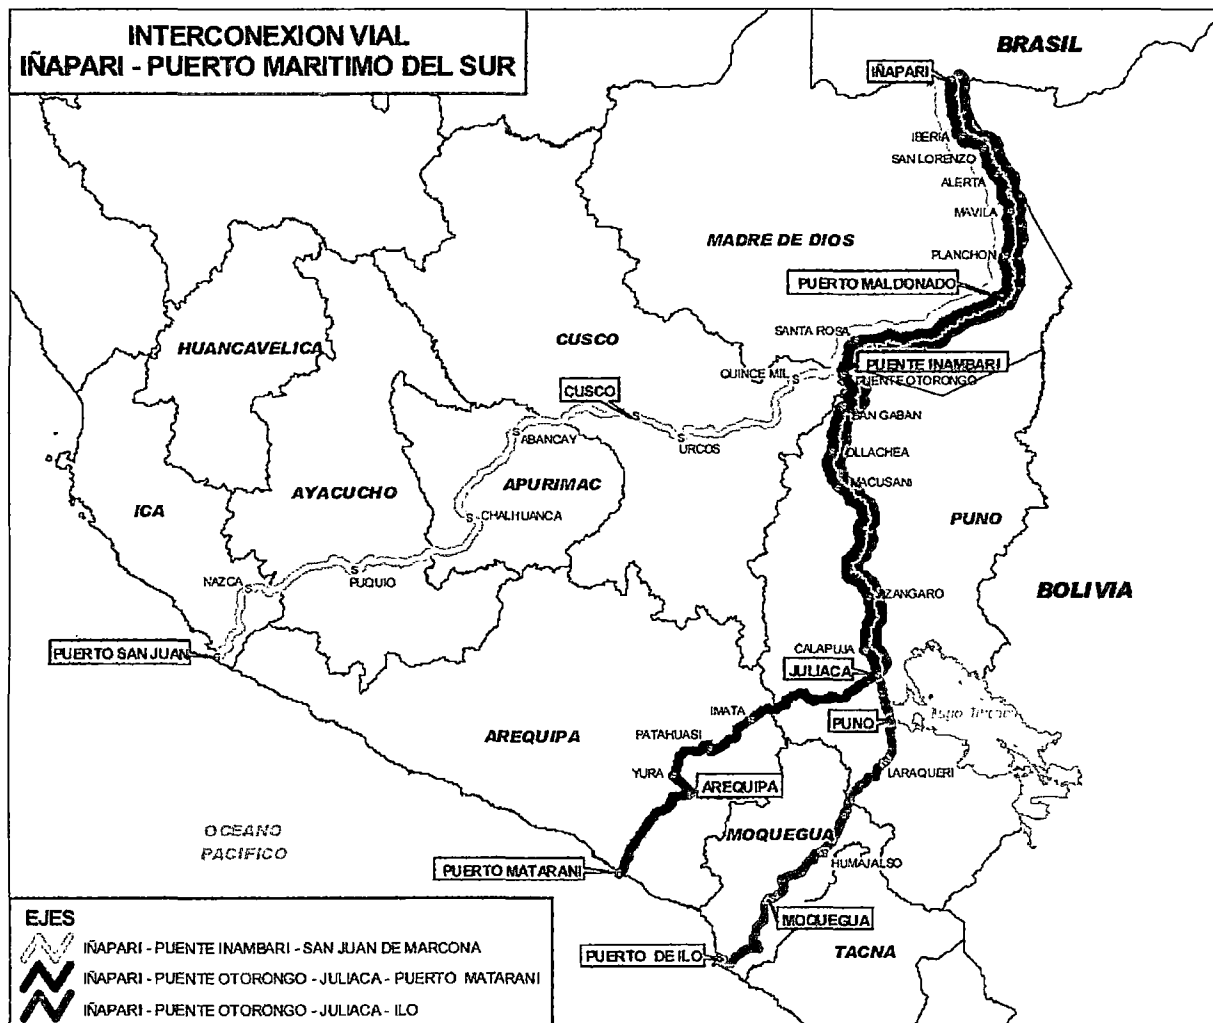 INTERCONEXION VIAL
IÑAPARI - PUERTO MARITIMO DEL SUR
BRASIL
IÑAPARI
IBERIA
SAN LORENZO
ALERTA
MAVILA
MADRE DE DIOS
PLANCHON
PUERTO MALDONADO
SANTA ROSA
HUANCAVELICA
CUSCO
PUENTE INAMBARI
QUINCE MIL
PUENTE OTORONGO
CUSCO
SAN GABAN
ABANCAY
URCOS
OLLACHEA
MACUSANI
AYACUCHO
APURIMAC
ICA
CHALHUANCA
PUNO
NAZCA
PUQUIO
AZANGARO
BOLIVIA
PUERTO SAN JUAN
CALAPUJA
JULIACA
IMATA
PUNO
AREQUIPA
PATAHUASI
YURA
LARAQUERI
AREQUIPA
OCEANO
PACIFICO
MOQUEGUA
PUERTO MATARANI
HUMAJALSO
MOQUEGUA
PUERTO DE ILO
TACNA
EJES
IÑAPARI - PUENTE INAMBARI - SAN JUAN DE MARCONA
IÑAPARI - PUENTE OTORONGO - JULIACA - PUERTO MATARANI
IÑAPARI - PUENTE OTORONGO - JULIACA - ILO